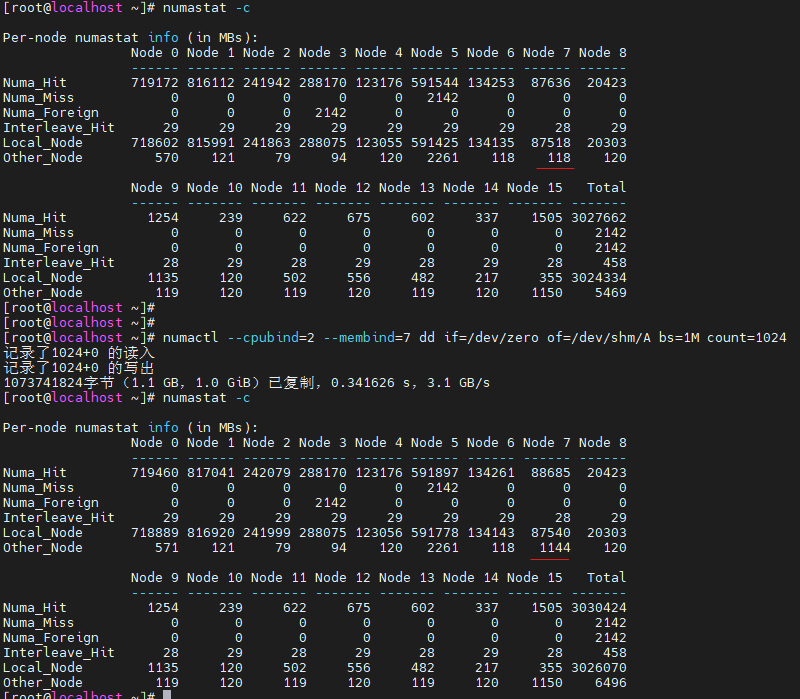 [root@localhost ~]# numastat -c

Per-node numastat info (in MBs):
                Node 0 Node 1 Node 2 Node 3 Node 4 Node 5 Node 6 Node 7 Node 8
                ------ ------ ------ ------ ------ ------ ------ ------ ------
Numa_Hit        719172 816112 241942 288170 123176 591544 134253  87636  20423
Numa_Miss            0      0      0      0      0   2142      0      0      0
Numa_Foreign         0      0      0   2142      0      0      0      0      0
Interleave_Hit      29     29     29     29     29     29     29     28     29
Local_Node      718602 815991 241863 288075 123055 591425 134135  87518  20303
Other_Node         570    121     79     94    120   2261    118    118    120

                Node 9 Node 10 Node 11 Node 12 Node 13 Node 14 Node 15   Total
                ------ ------- ------- ------- ------- ------- ------- -------
Numa_Hit          1254     239     622     675     602     337    1505 3027662
Numa_Miss            0       0       0       0       0       0       0    2142
Numa_Foreign         0       0       0       0       0       0       0    2142
Interleave_Hit      28      29      28      29      28      29      28     458
Local_Node        1135     120     502     556     482     217     355 3024334
Other_Node         119     120     119     120     119     120    1150    5469
[root@localhost ~]#
[root@localhost ~]#
[root@localhost ~]# numactl --cpubind=2 --membind=7 dd if=/dev/zero of=/dev/shm/A bs=1M count=1024
记录了1024+0 的读入
记录了1024+0 的写出
1073741824字节（1.1 GB，1.0 GiB）已复制，0.341626 s，3.1 GB/s
[root@localhost ~]# numastat -c

Per-node numastat info (in MBs):
                Node 0 Node 1 Node 2 Node 3 Node 4 Node 5 Node 6 Node 7 Node 8
                ------ ------ ------ ------ ------ ------ ------ ------ ------
Numa_Hit        719460 817041 242079 288170 123176 591897 134261  88685  20423
Numa_Miss            0      0      0      0      0   2142      0      0      0
Numa_Foreign         0      0      0   2142      0      0      0      0      0
Interleave_Hit      29     29     29     29     29     29     29     28     29
Local_Node      718889 816920 241999 288075 123056 591778 134143  87540  20303
Other_Node         571    121     79     94    120   2261    118   1144    120

                Node 9 Node 10 Node 11 Node 12 Node 13 Node 14 Node 15   Total
                ------ ------- ------- ------- ------- ------- ------- -------
Numa_Hit          1254     239     622     675     602     337    1505 3030424
Numa_Miss            0       0       0       0       0       0       0    2142
Numa_Foreign         0       0       0       0       0       0       0    2142
Interleave_Hit      28      29      28      29      28      29      28     458
Local_Node        1135     120     502     556     482     217     355 3026070
Other_Node         119     120     119     120     119     120    1150    6496
[root@localhost ~]#